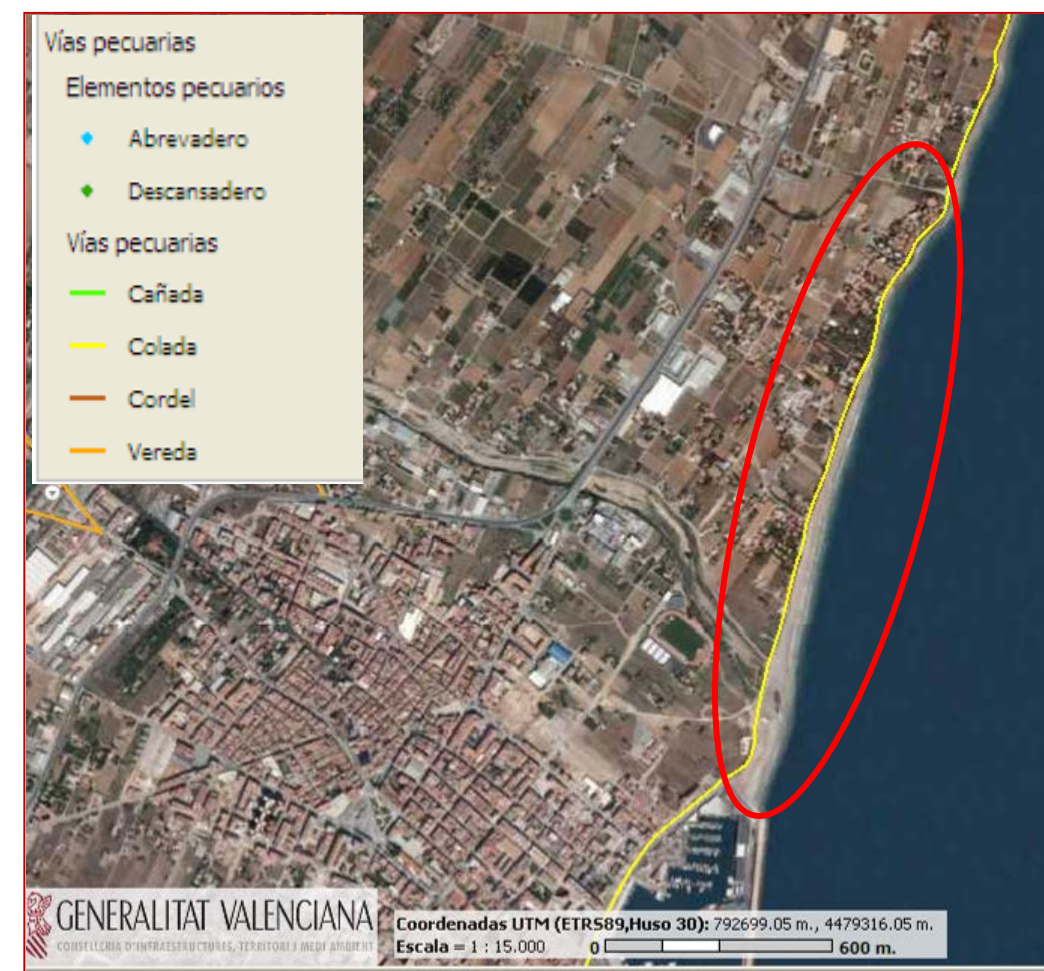 Vías pecuarias
Elementos pecuarios
Abrevadero
Descansadero
Vías pecuarias
Cañada
Colada
Cordel
Vereda
GENERALITAT VALENCIANA
CONSELLERIA D'INFRAESTRUCTURES, TERRITORI I MEDI AMBIENT
Coordenadas UTM (ETRS89,Huso 30): 792699.05 m., 4479316.05 m.
Escala = 1 : 15.000 0 600 m.